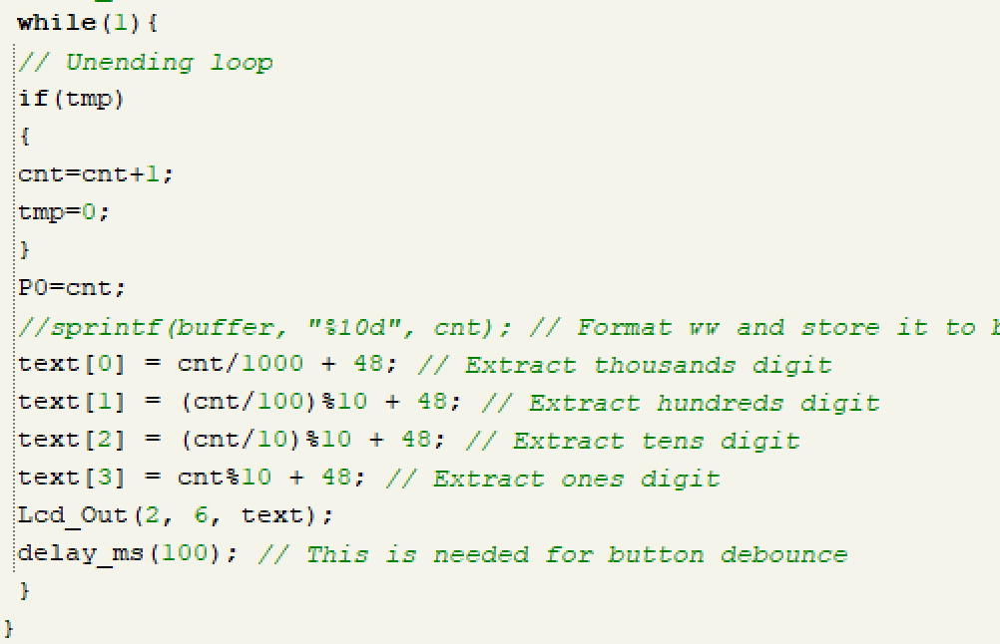 while(1){
// Unending loop
if(tmp)
{
cnt=cnt+1;
tmp=0;
}
P0=cnt;
//sprintf(buffer, "%10d", cnt); // Format ww and store it to
text[0] = cnt/1000 + 48; // Extract thousands digit
text[1] = (cnt/100)%10 + 48; // Extract hundreds digit
text[2] = (cnt/10)%10 + 48; // Extract tens digit
text[3] = cnt%10 + 48; // Extract ones digit
Lcd_Out(2, 6, text);
delay_ms(100); // This is needed for button debounce
}
}